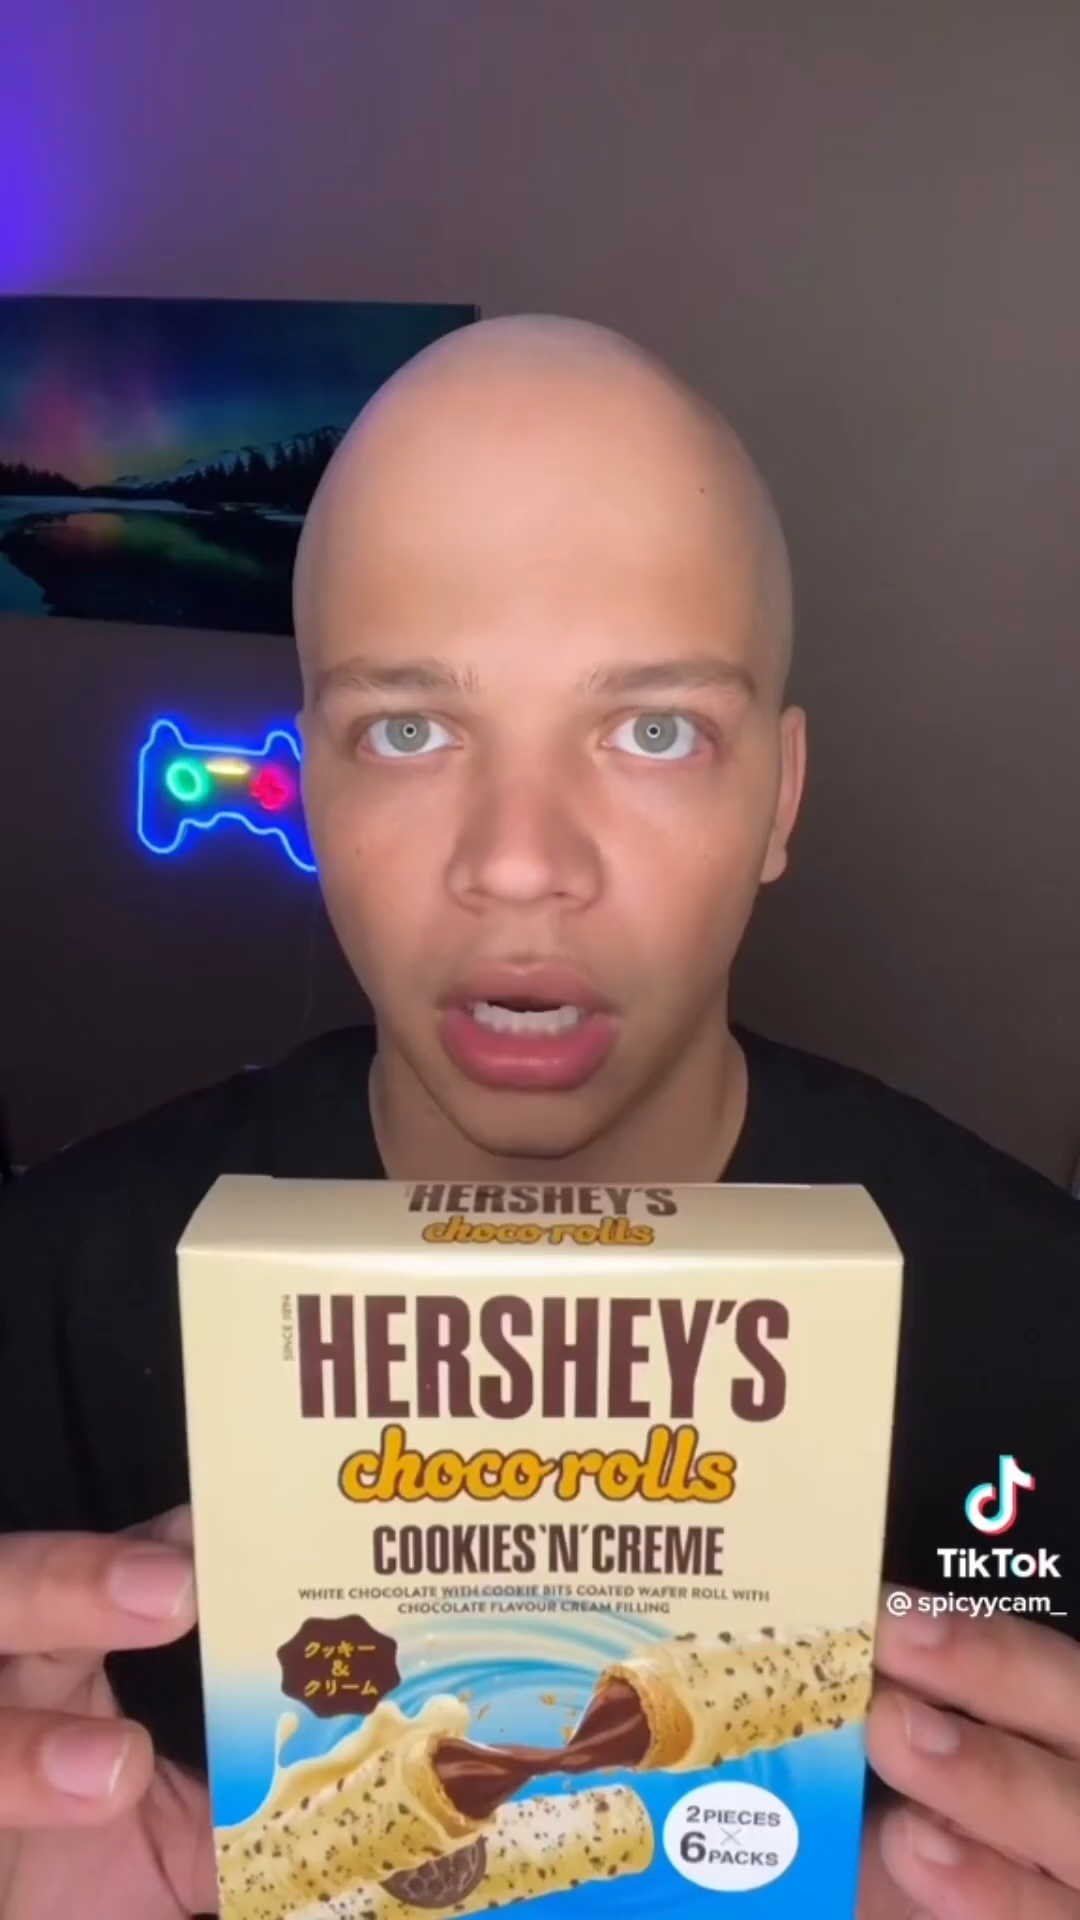 HERSHEY'S
choco rolls
SINCE 1894
HERSHEY'S
choco rolls
COOKIES 'N' CREME
WHITE CHOCOLATE WITH COOKIE BITS COATED WAFER ROLL WITH
CHOCOLATE FLAVOUR CREAM FILLING
クッキー
&
クリーム
2 PIECES
×
6 PACKS
TikTok
@spicyycam_